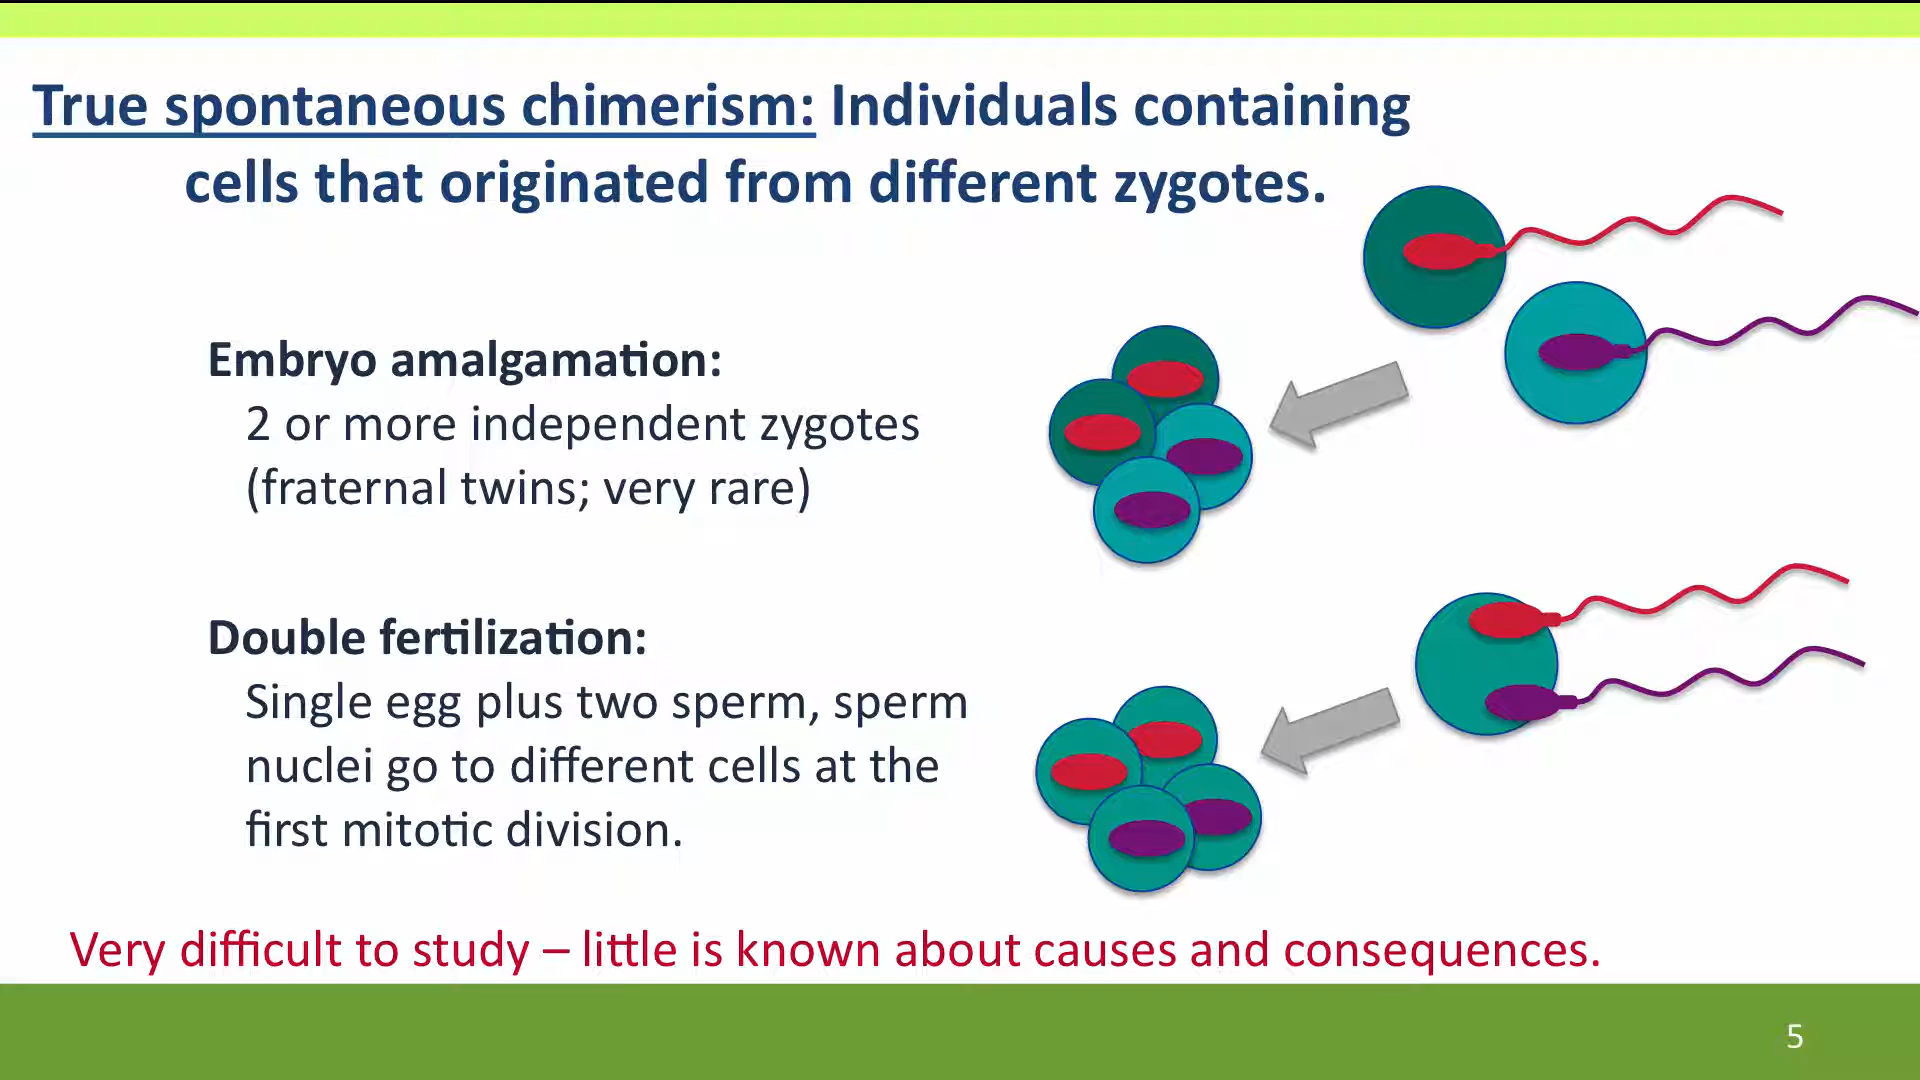 True spontaneous chimerism: Individuals containing
cells that originated from different zygotes.
Embryo amalgamation:
2 or more independent zygotes
(fraternal twins; very rare)
Double fertilization:
Single egg plus two sperm, sperm
nuclei go to different cells at the
first mitotic division.
Very difficult to study – little is known about causes and consequences.
5